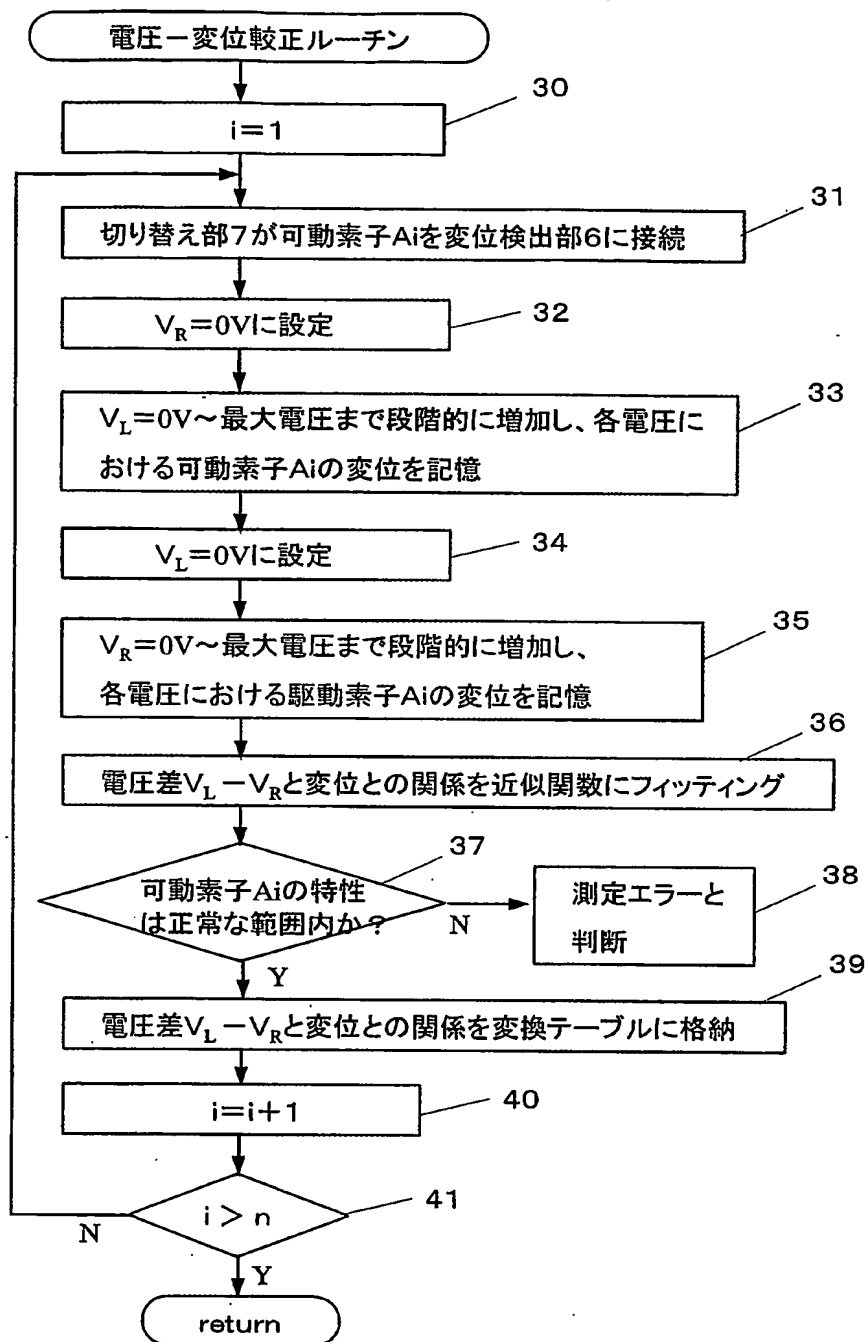 電圧－変位較正ルーチン
30
i＝1
31
切り替え部7が可動素子Aiを変位検出部6に接続
32
VR＝0Vに設定
33
VL＝0V～最大電圧まで段階的に増加し、各電圧に
おける可動素子Aiの変位を記憶
34
VL＝0Vに設定
35
VR＝0V～最大電圧まで段階的に増加し、
各電圧における駆動素子Aiの変位を記憶
36
電圧差VL－VRと変位との関係を近似関数にフィッティング
37
可動素子Aiの特性
は正常な範囲内か？
N
38
測定エラーと
判断
Y
39
電圧差VL－VRと変位との関係を変換テーブルに格納
40
i＝i＋1
41
i＞n
N
Y
return